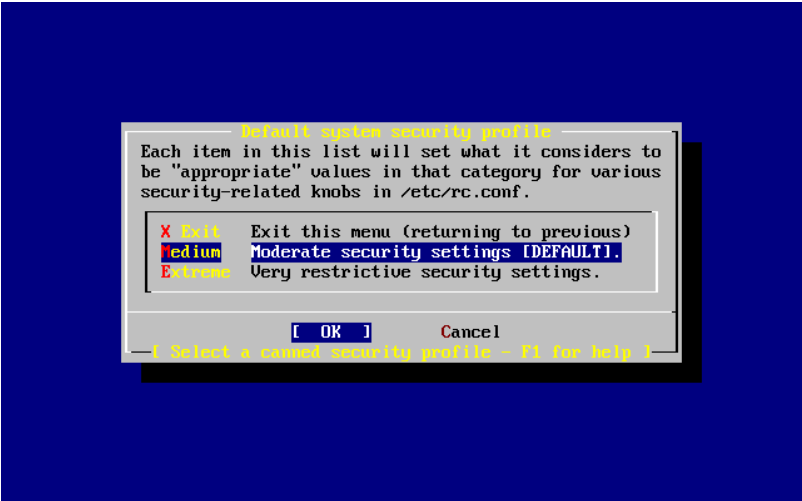 Default system security profile
Each item in this list will set what it considers to
be "appropriate" values in that category for various
security-related knobs in /etc/rc.conf.
X Exit Exit this menu (returning to previous)
Medium Moderate security settings [DEFAULT].
Extreme Very restrictive security settings.
[ OK ] Cancel
[ Select a canned security profile - F1 for help ]